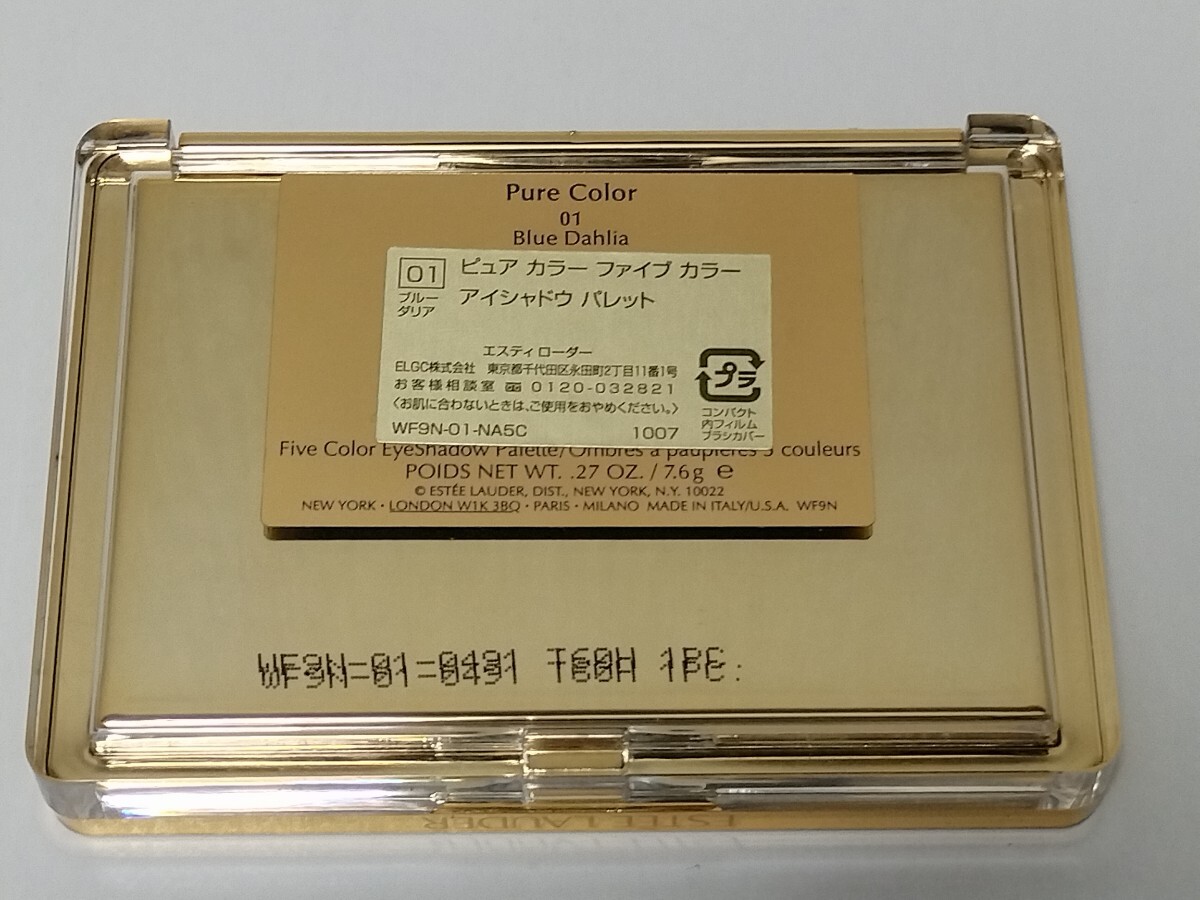 Pure Color
01
Blue Dahlia
01 ピュア カラー ファイブ カラー
ブルー ダリア アイシャドウ パレット
エスティ ローダー
ELGC株式会社 東京都千代田区永田町2丁目11番1号
お客様相談室 0120-032821
〈お肌に合わないときは、ご使用をおやめください。〉
WF9N-01-NA5C 1007
プラ
コンパクト
内フィルム
ブラシカバー
Five Color EyeShadow Palette/Ombres à paupières 5 couleurs
POIDS NET WT. .27 OZ. / 7.6g e
© ESTÉE LAUDER, DIST., NEW YORK, N.Y. 10022
NEW YORK · LONDON W1K 3BQ · PARIS · MILANO MADE IN ITALY/U.S.A. WF9N
WF9N-01-0491 T60H 1PC.
ESTEE LAUDER